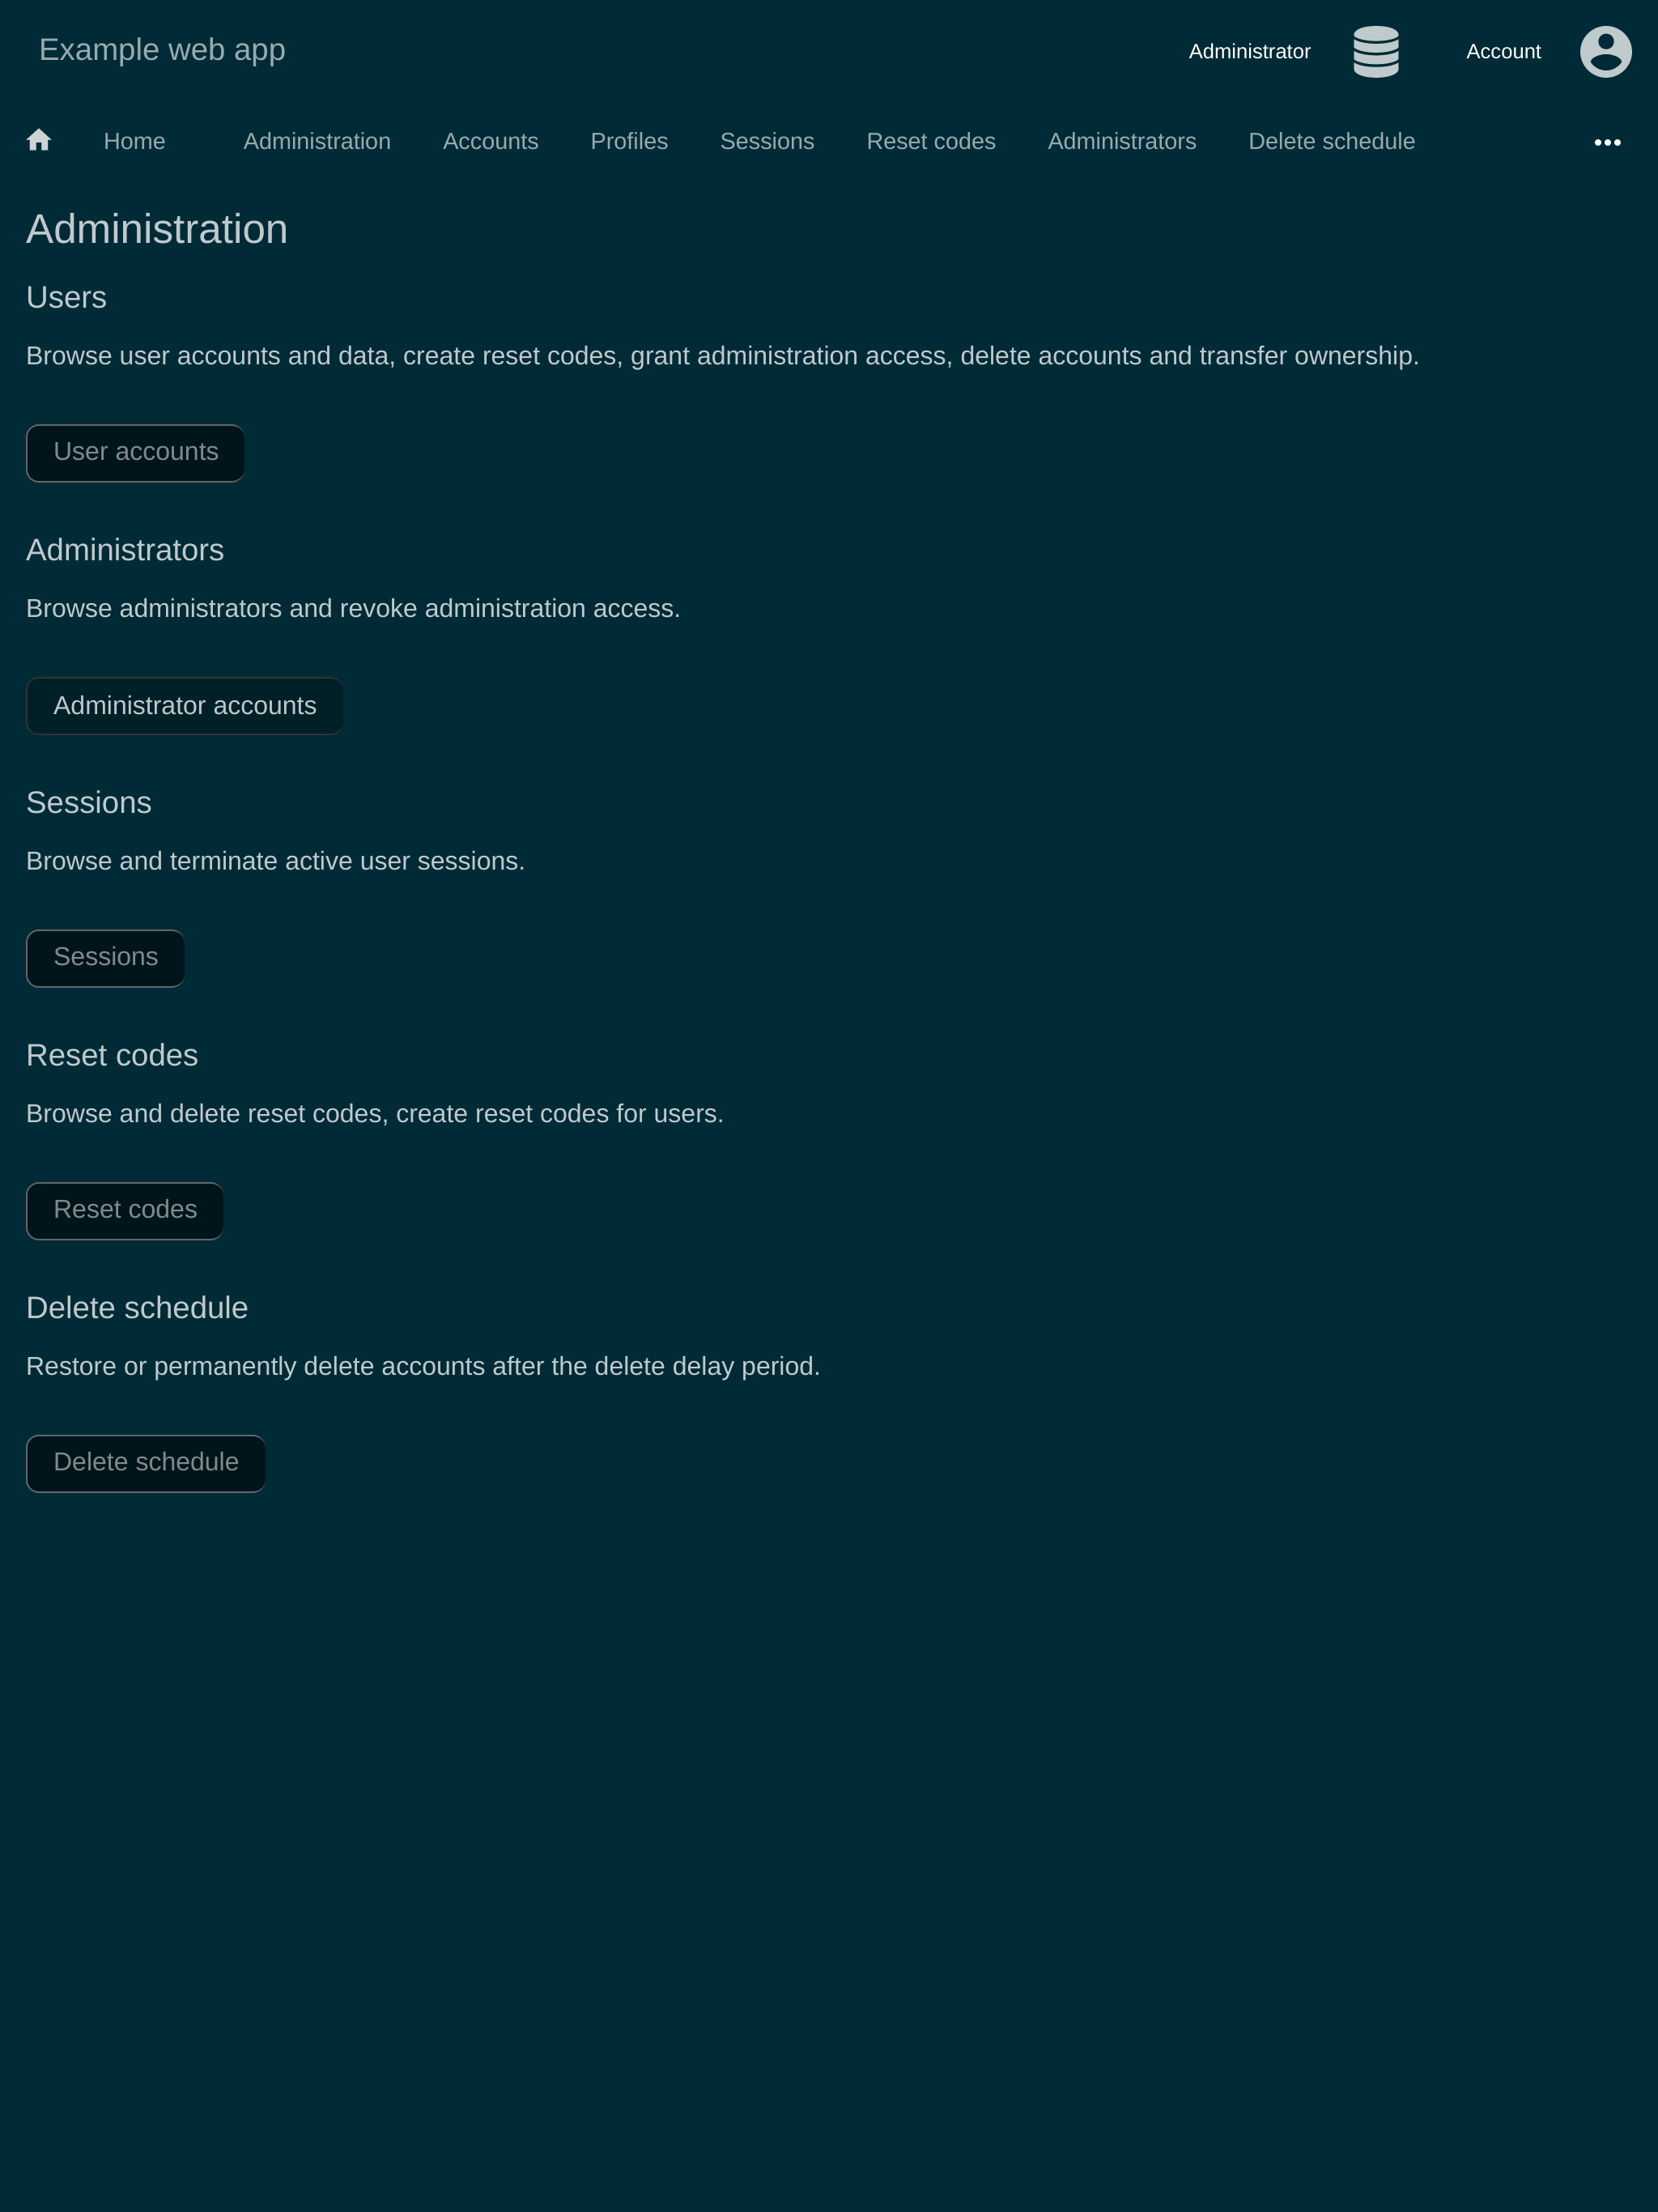 Example web app
Administrator
Account
Home
Administration
Accounts
Profiles
Sessions
Reset codes
Administrators
Delete schedule
Administration
Users
Browse user accounts and data, create reset codes, grant administration access, delete accounts and transfer ownership.
User accounts
Administrators
Browse administrators and revoke administration access.
Administrator accounts
Sessions
Browse and terminate active user sessions.
Sessions
Reset codes
Browse and delete reset codes, create reset codes for users.
Reset codes
Delete schedule
Restore or permanently delete accounts after the delete delay period.
Delete schedule